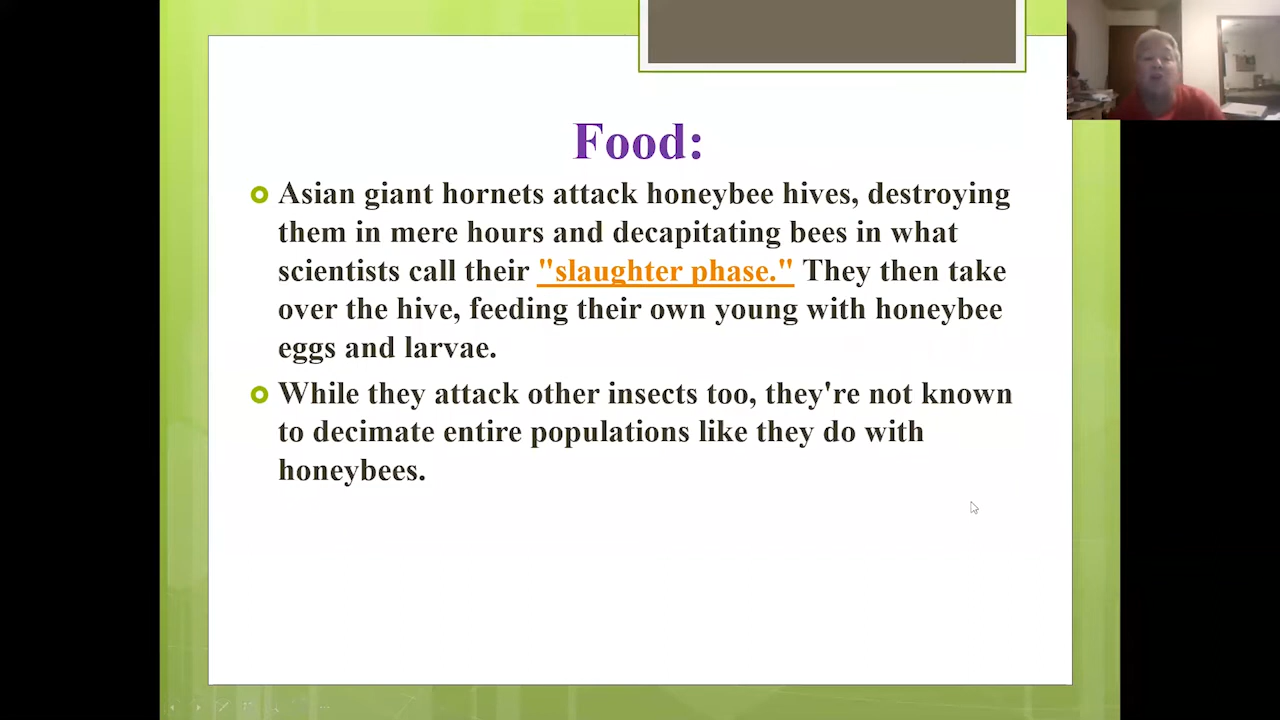 Food:
Asian giant hornets attack honeybee hives, destroying
them in mere hours and decapitating bees in what
scientists call their "slaughter phase." They then take
over the hive, feeding their own young with honeybee
eggs and larvae.
While they attack other insects too, they're not known
to decimate entire populations like they do with
honeybees.